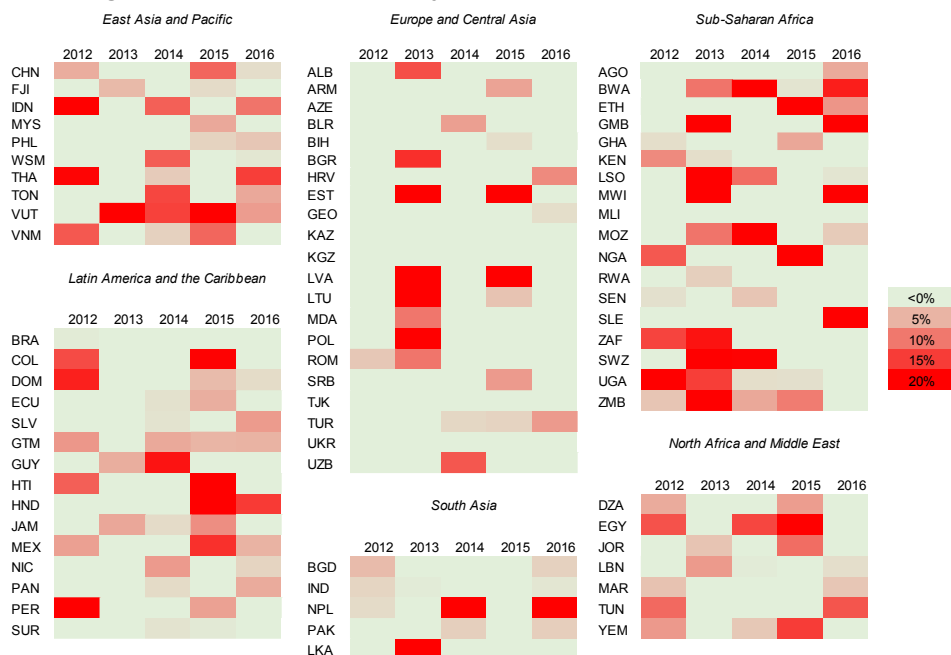 East Asia and Pacific
2012 2013 2014 2015 2016
CHN
FJI
IDN
MYS
PHL
WSM
THA
TON
VUT
VNM
Latin America and the Caribbean
2012 2013 2014 2015 2016
BRA
COL
DOM
ECU
SLV
GTM
GUY
HTI
HND
JAM
MEX
NIC
PAN
PER
SUR
Europe and Central Asia
2012 2013 2014 2015 2016
ALB
ARM
AZE
BLR
BIH
BGR
HRV
EST
GEO
KAZ
KGZ
LVA
LTU
MDA
POL
ROM
SRB
TJK
TUR
UKR
UZB
South Asia
2012 2013 2014 2015 2016
BGD
IND
NPL
PAK
LKA
Sub-Saharan Africa
2012 2013 2014 2015 2016
AGO
BWA
ETH
GMB
GHA
KEN
LSO
MWI
MLI
MOZ
NGA
RWA
SEN
SLE
ZAF
SWZ
UGA
ZMB
North Africa and Middle East
2012 2013 2014 2015 2016
DZA
EGY
JOR
LBN
MAR
TUN
YEM
<0%
5%
10%
15%
20%